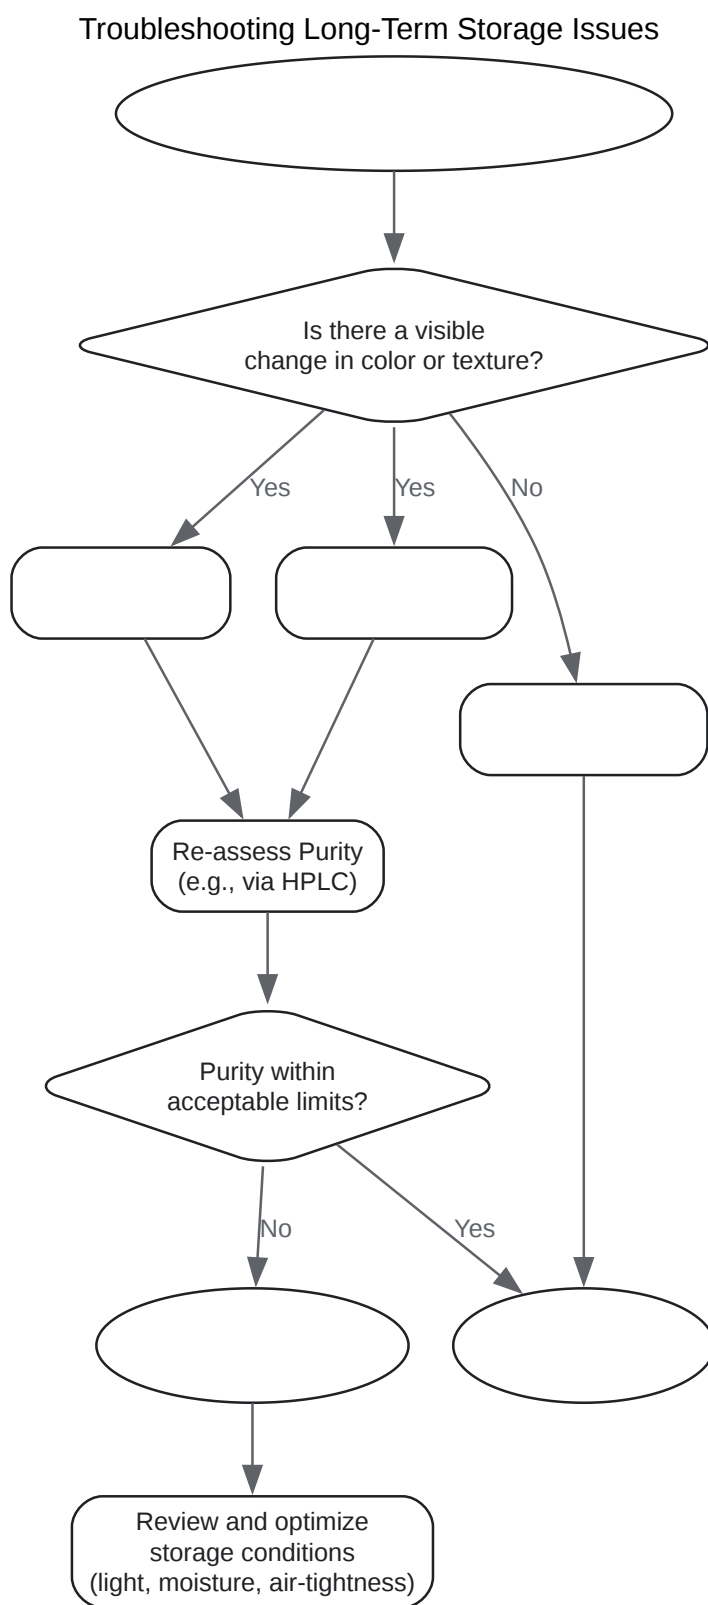 Troubleshooting Long-Term Storage Issues
Is there a visible
change in color or texture?
Yes
Yes
No
Re-assess Purity
(e.g., via HPLC)
Purity within
acceptable limits?
No
Yes
Review and optimize
storage conditions
(light, moisture, air-tightness)